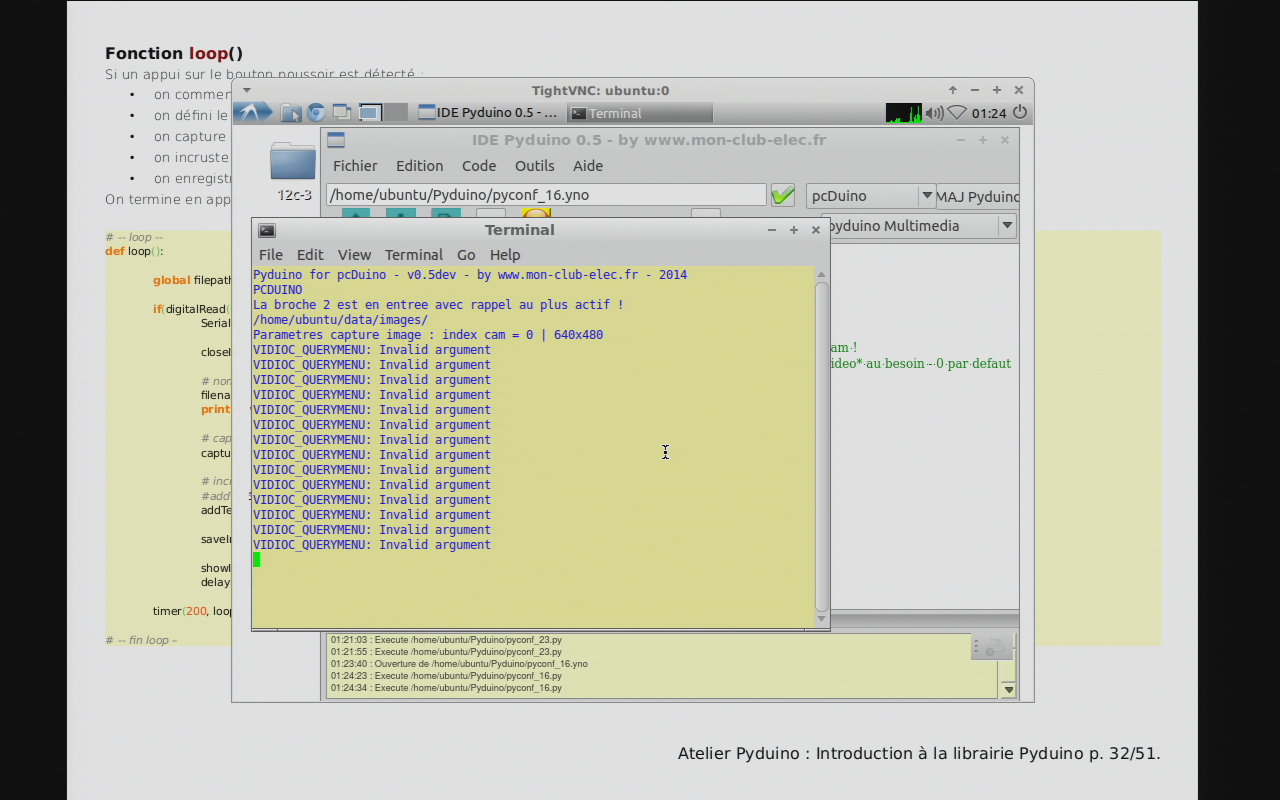 Fonction loop()
Si un appui sur le bouton poussoir est détecté :
• on commen
• on défini le
• on capture
• on incruste
• on enregist
On termine en app
# -- loop --
def loop():
global filepath
if(digitalRead(
Serial
closeI
# nom
filena
print
# cap
captu
# incl
#add
addTe
saveIn
showI
delay
timer(200, loop
# -- fin loop –
TightVNC: ubuntu:0
IDE Pyduino 0.5 - ...
Terminal
01:24
12c-3
IDE Pyduino 0.5 - by www.mon-club-elec.fr
Fichier Edition Code Outils Aide
/home/ubuntu/Pyduino/pyconf_16.yno
pcDuino
MAJ Pyduino
pyduino Multimedia
am·!
ideo*·au·besoin·-·0·par·defaut
Terminal
File Edit View Terminal Go Help
Pyduino for pcDuino - v0.5dev - by www.mon-club-elec.fr - 2014
PCDUINO
La broche 2 est en entree avec rappel au plus actif !
/home/ubuntu/data/images/
Parametres capture image : index cam = 0 | 640x480
VIDIOC_QUERYMENU: Invalid argument
VIDIOC_QUERYMENU: Invalid argument
VIDIOC_QUERYMENU: Invalid argument
VIDIOC_QUERYMENU: Invalid argument
VIDIOC_QUERYMENU: Invalid argument
VIDIOC_QUERYMENU: Invalid argument
VIDIOC_QUERYMENU: Invalid argument
VIDIOC_QUERYMENU: Invalid argument
VIDIOC_QUERYMENU: Invalid argument
VIDIOC_QUERYMENU: Invalid argument
VIDIOC_QUERYMENU: Invalid argument
VIDIOC_QUERYMENU: Invalid argument
VIDIOC_QUERYMENU: Invalid argument
VIDIOC_QUERYMENU: Invalid argument
01:21:03 : Execute /home/ubuntu/Pyduino/pyconf_23.py
01:21:55 : Execute /home/ubuntu/Pyduino/pyconf_23.py
01:23:40 : Ouverture de /home/ubuntu/Pyduino/pyconf_16.yno
01:24:23 : Execute /home/ubuntu/Pyduino/pyconf_16.py
01:24:34 : Execute /home/ubuntu/Pyduino/pyconf_16.py
Atelier Pyduino : Introduction à la librairie Pyduino p. 32/51.